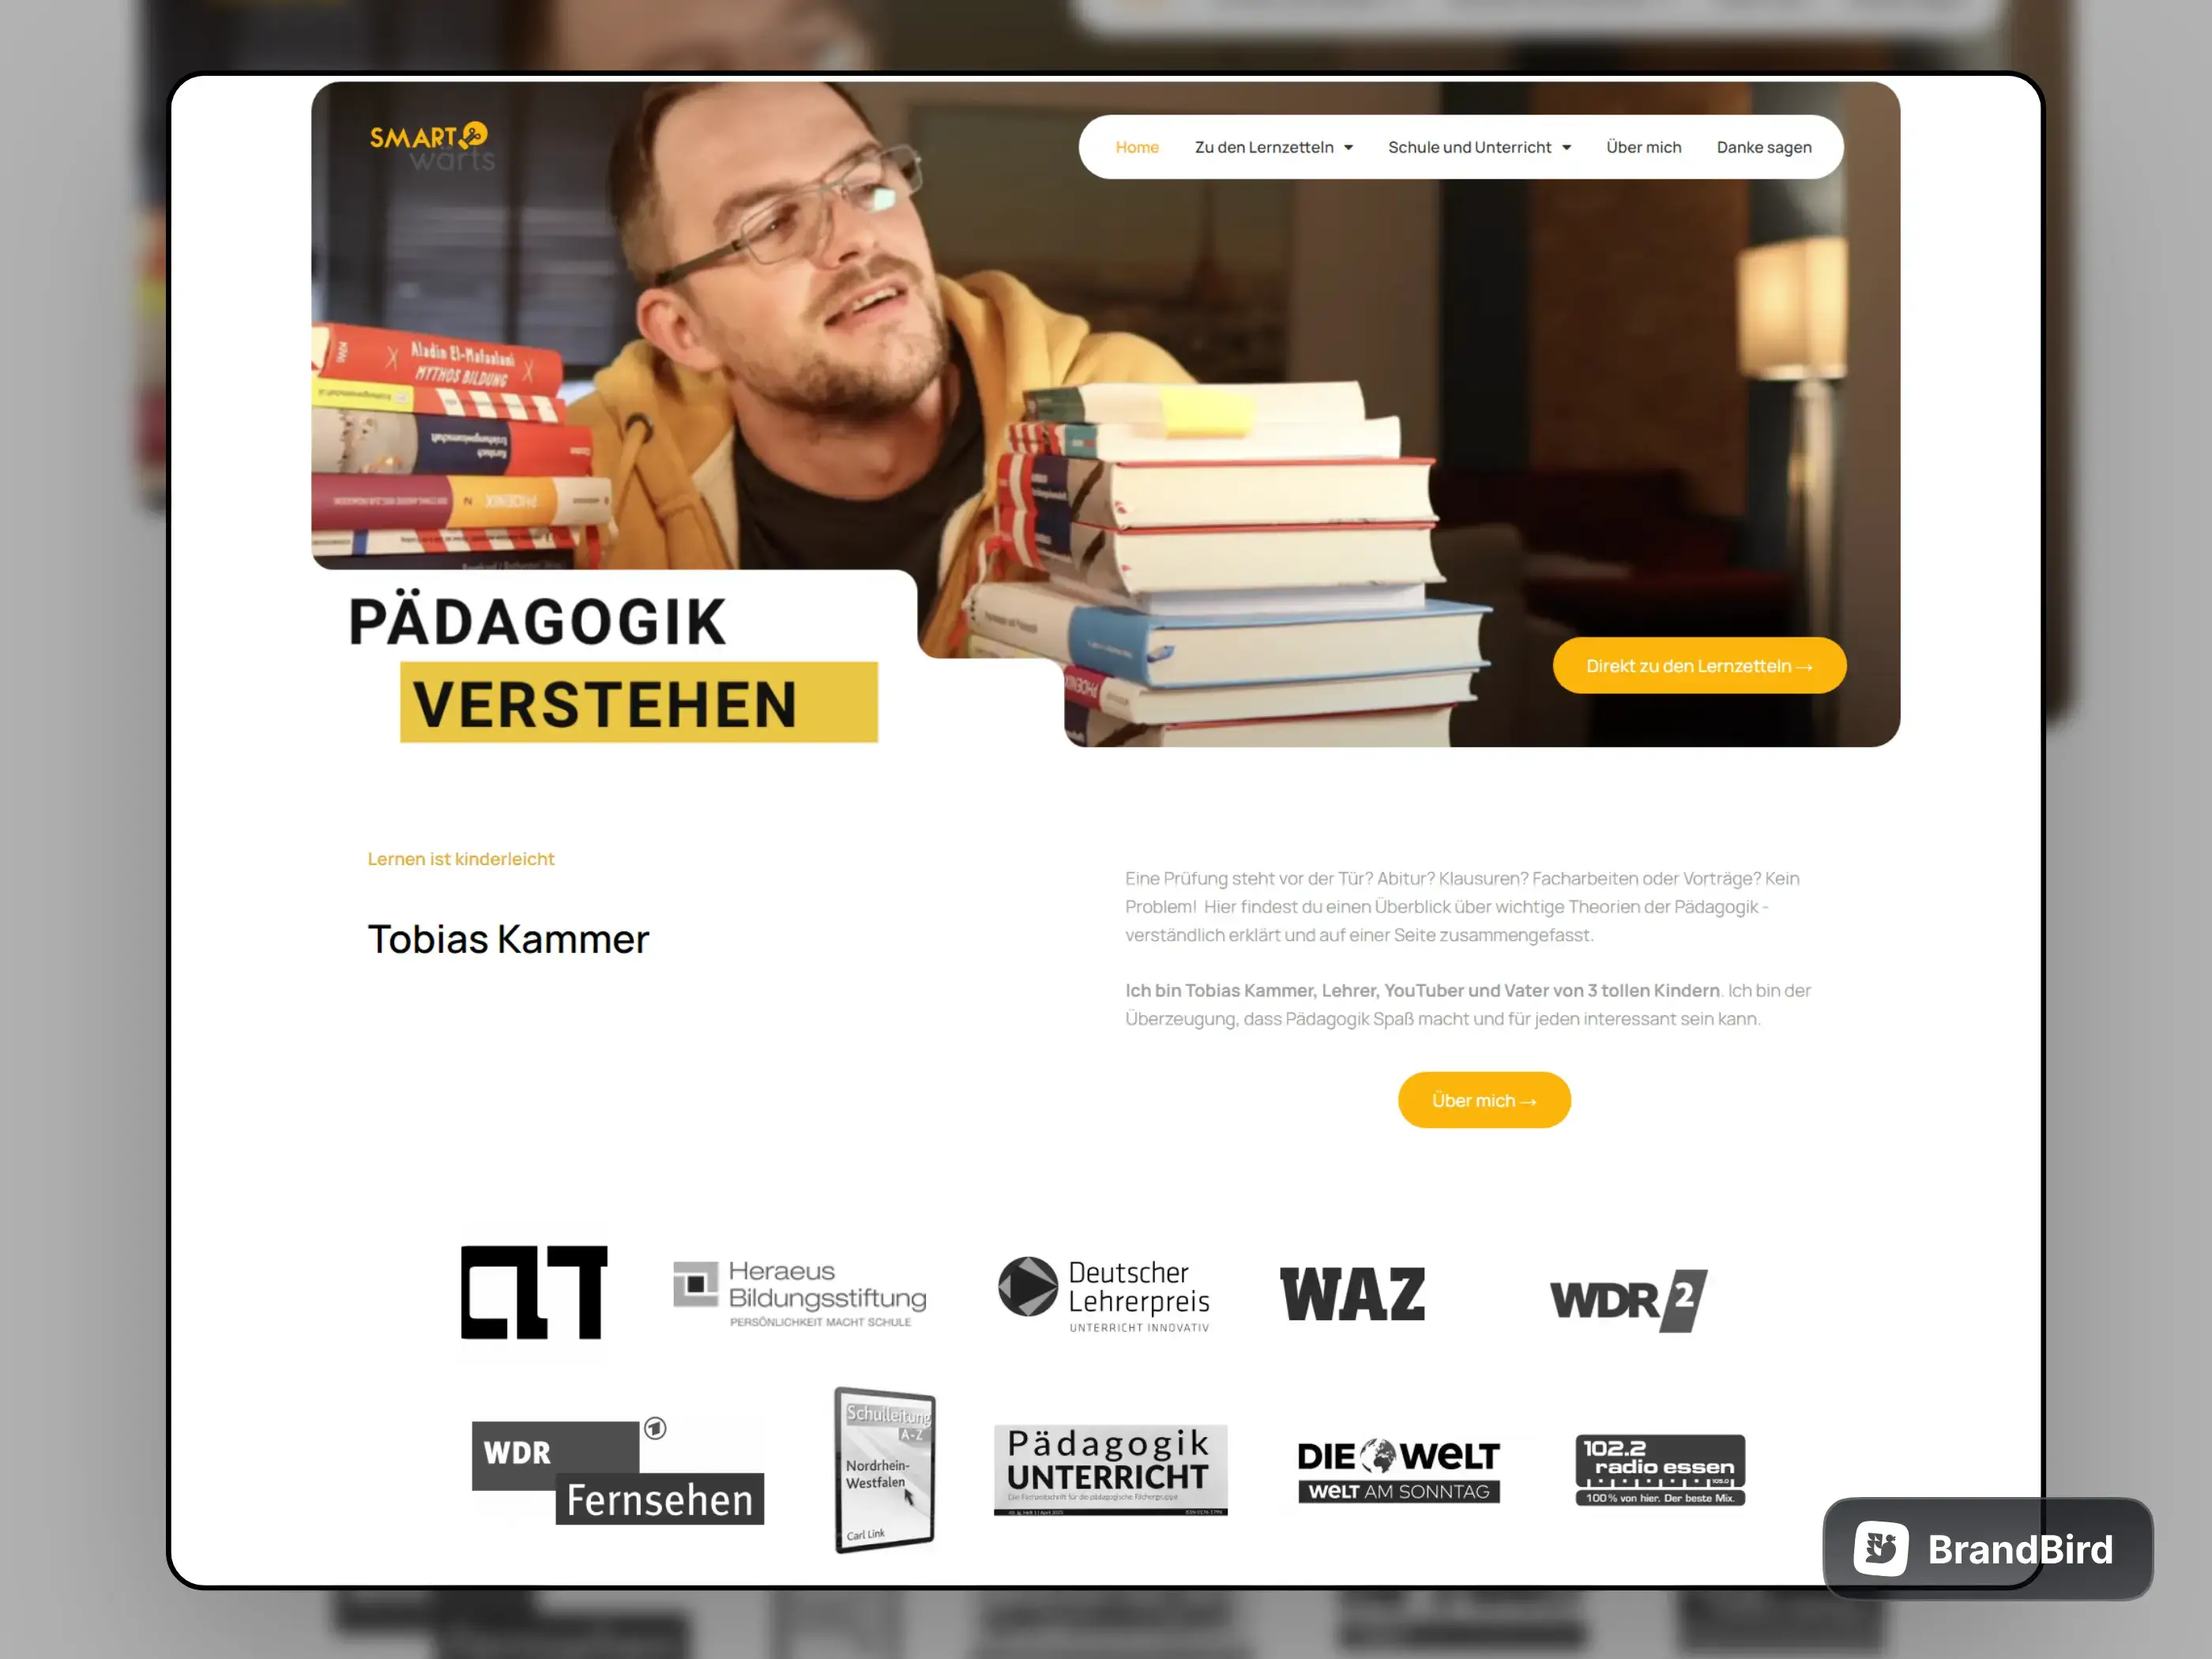 SMART
wärts
Home
Zu den Lernzetteln
Schule und Unterricht
Über mich
Danke sagen
Aladin El-Mafaalani
MYTHOS BILDUNG
KiWi
PHOENIX
PÄDAGOGIK
VERSTEHEN
Direkt zu den Lernzetteln →
Lernen ist kinderleicht
Tobias Kammer
Eine Prüfung steht vor der Tür? Abitur? Klausuren? Facharbeiten oder Vorträge? Kein
Problem! Hier findest du einen Überblick über wichtige Theorien der Pädagogik -
verständlich erklärt und auf einer Seite zusammengefasst.
Ich bin Tobias Kammer, Lehrer, YouTuber und Vater von 3 tollen Kindern. Ich bin der
Überzeugung, dass Pädagogik Spaß macht und für jeden interessant sein kann.
Über mich →
Heraeus
Bildungsstiftung
PERSÖNLICHKEIT MACHT SCHULE
Deutscher
Lehrerpreis
UNTERRICHT INNOVATIV
WAZ
WDR 2
WDR
Fernsehen
Schulleitung
A-Z
Nordrhein-
Westfalen
Carl Link
Pädagogik
UNTERRICHT
DIE WELT
WELT AM SONNTAG
102.2
radio essen
105.0
100% von hier. Der beste Mix.
BrandBird